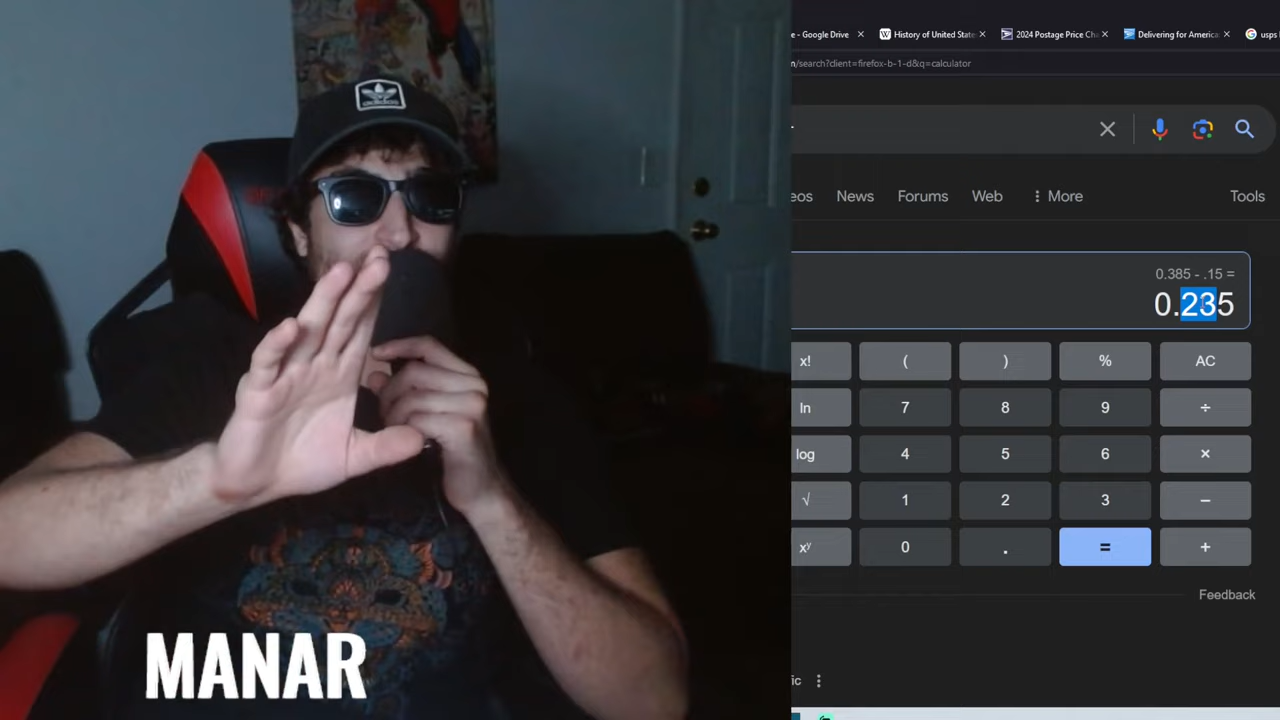 e - Google Drive
History of United State
2024 Postage Price Ch
Delivering for America
usps
n/search?client=firefox-b-1-d&q=calculator
eos
News
Forums
Web
More
Tools
0.385 - .15 =
0.235
x!
(
)
%
AC
ln
7
8
9
÷
log
4
5
6
×
√
1
2
3
−
xʸ
0
.
=
+
Feedback
ic
MANAR